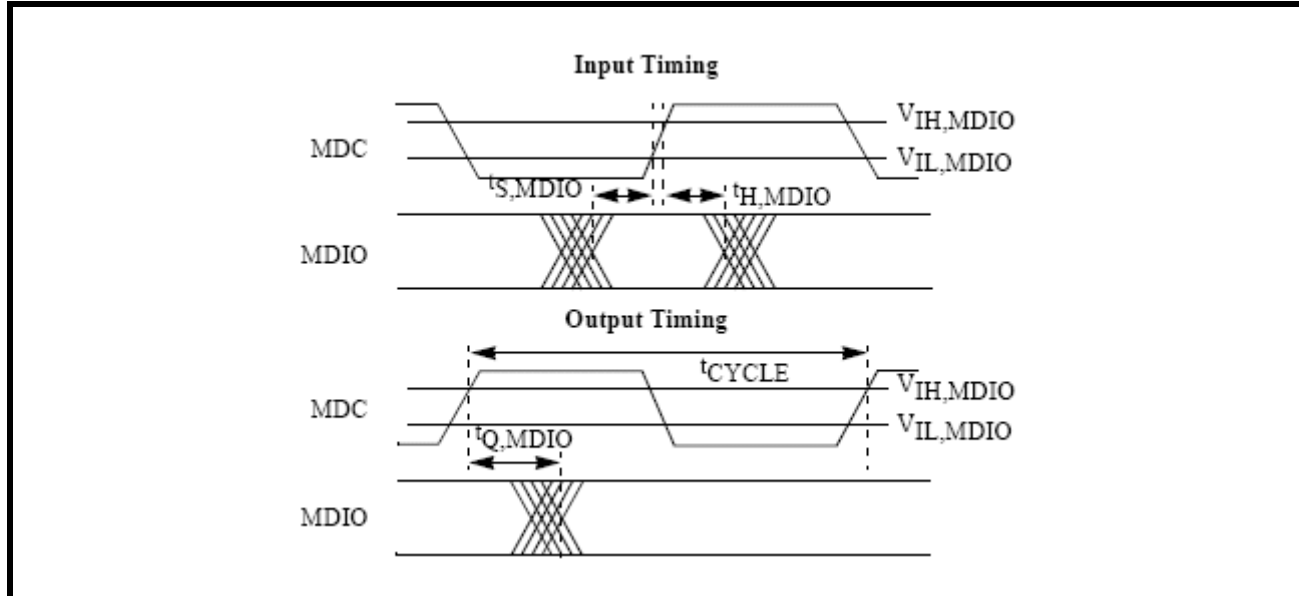 Input Timing
VIH,MDIO
MDC
VIL,MDIO
tS,MDIO
tH,MDIO
MDIO
Output Timing
tCYCLE
VIH,MDIO
MDC
VIL,MDIO
tQ,MDIO
MDIO